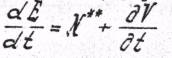 dE/dt = N** + ∂V/∂t